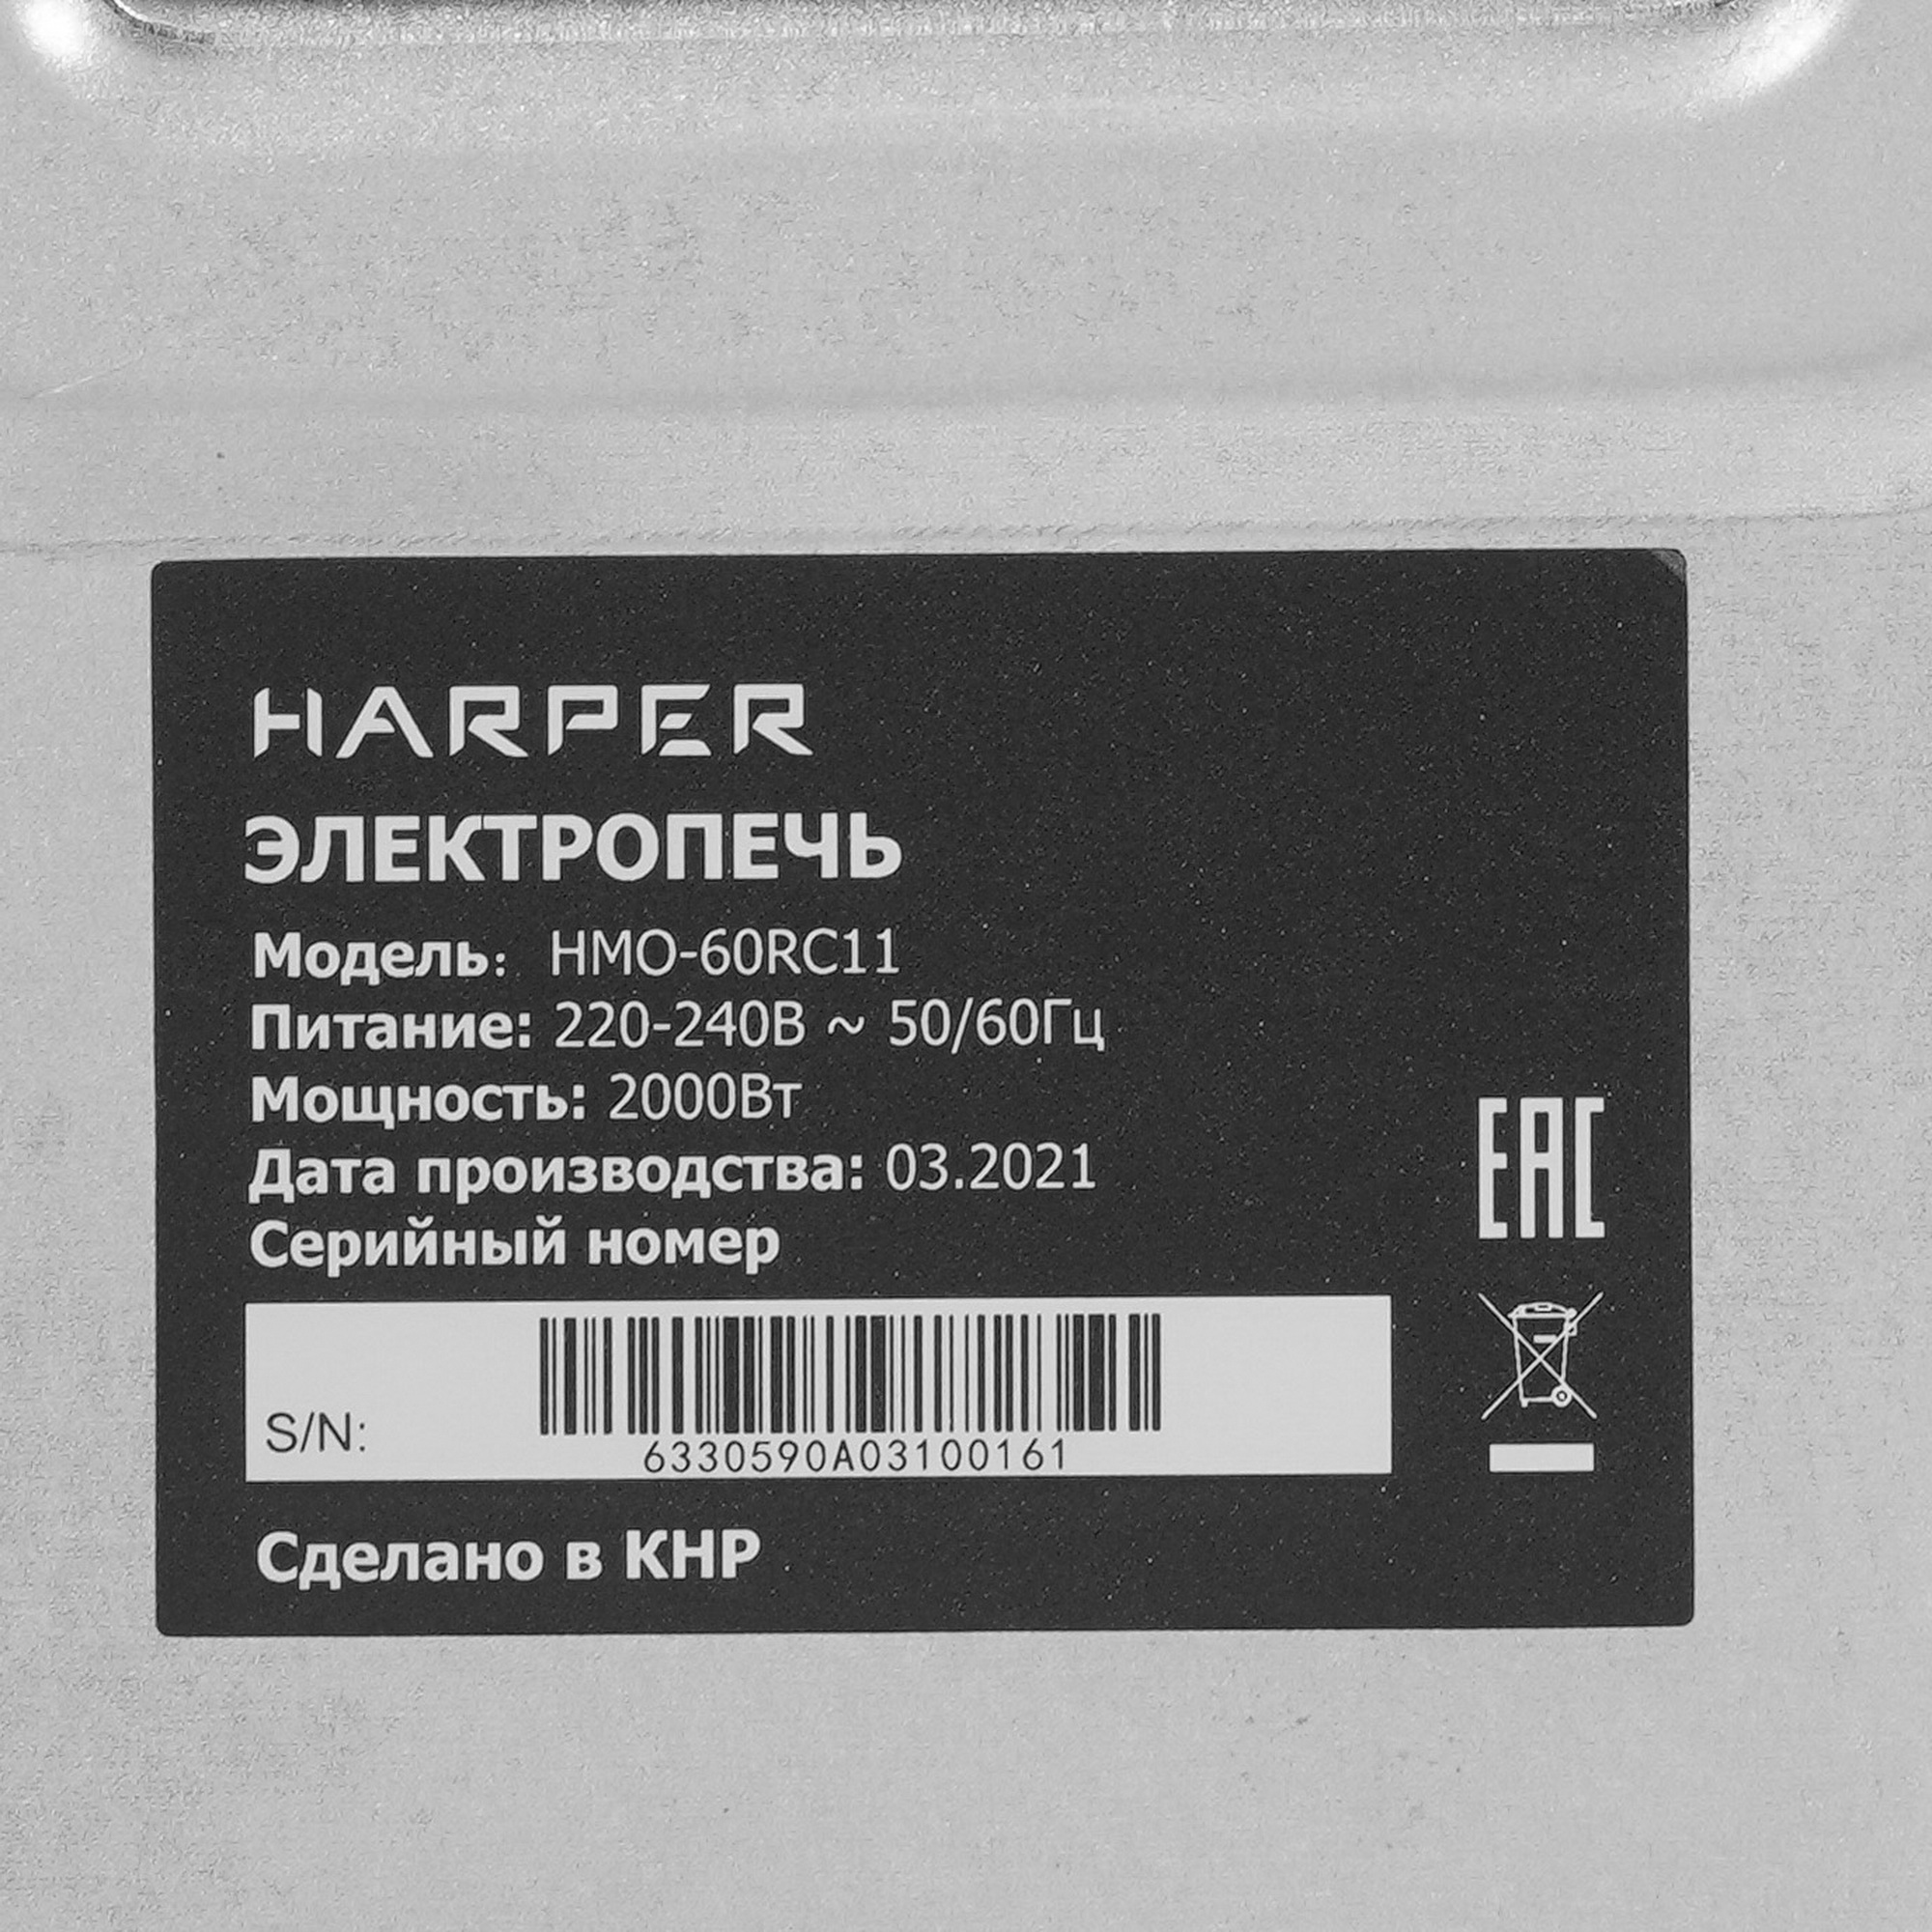 HARPER
ЭЛЕКТРОПЕЧЬ
Модель: HMO-60RC11
Питание: 220-240В ~ 50/60Гц
Мощность: 2000Вт
Дата производства: 03.2021
Серийный номер
EAC
S/N:
6330590A03100161
Сделано в КНР